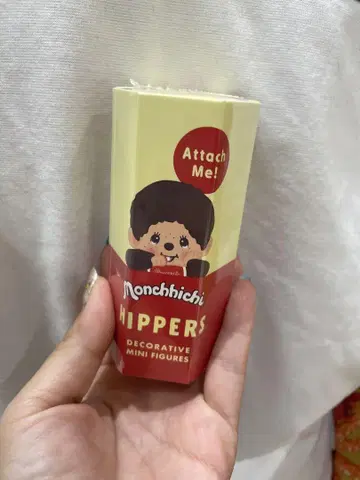 Attach
Me!
Monchhichi
HIPPERS
DECORATIVE
MINI FIGURES